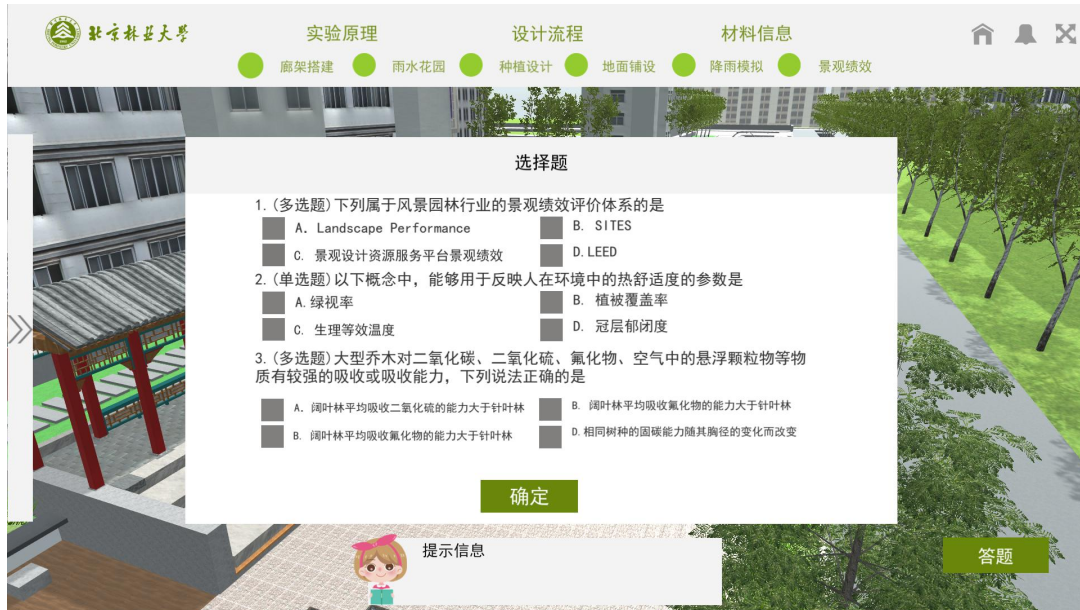 北京林业大学
实验原理 设计流程 材料信息
廊架搭建 雨水花园 种植设计 地面铺设 降雨模拟 景观绩效
选择题
1.(多选题)下列属于风景园林行业的景观绩效评价体系的是
A. Landscape Performance B. SITES
C. 景观设计资源服务平台景观绩效 D.LEED
2.(单选题)以下概念中，能够用于反映人在环境中的热舒适度的参数是
A.绿视率 B. 植被覆盖率
C. 生理等效温度 D. 冠层郁闭度
3.(多选题)大型乔木对二氧化碳、二氧化硫、氟化物、空气中的悬浮颗粒物等物
质有较强的吸收或吸收能力，下列说法正确的是
A. 阔叶林平均吸收二氧化硫的能力大于针叶林 B. 阔叶林平均吸收氟化物的能力大于针叶林
B. 阔叶林平均吸收氟化物的能力大于针叶林 D.相同树种的固碳能力随其胸径的变化而改变
确定
提示信息
答题